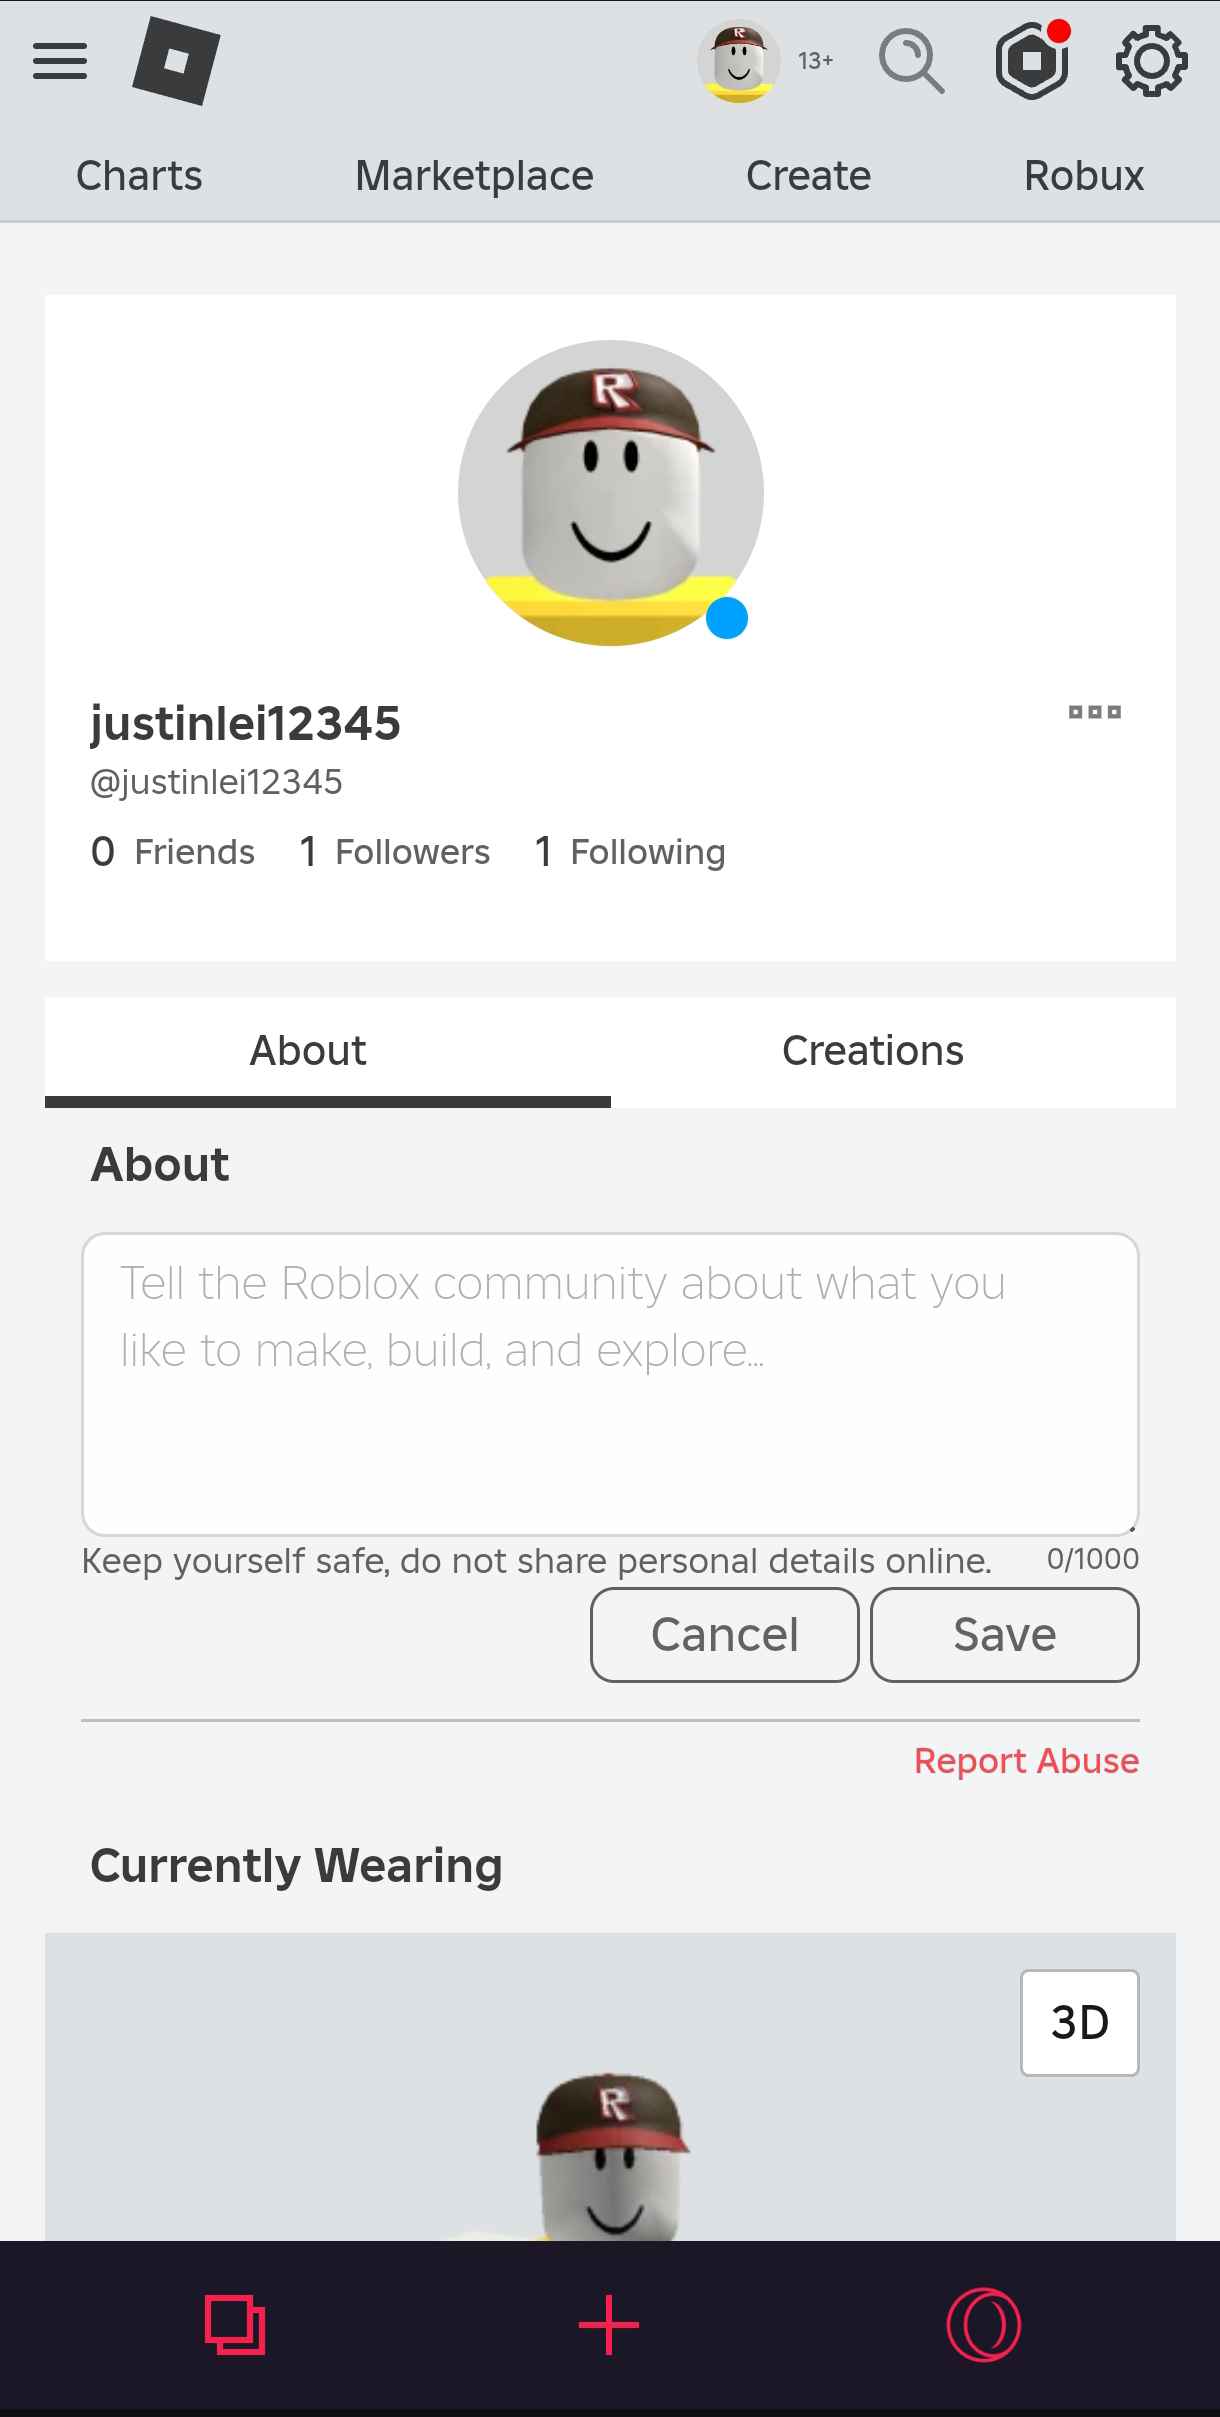 13+
Charts Marketplace Create Robux
R
justinlei12345
@justinlei12345
0 Friends 1 Followers 1 Following
About Creations
About
Tell the Roblox community about what you
like to make, build, and explore...
Keep yourself safe, do not share personal details online. 0/1000
Cancel Save
Report Abuse
Currently Wearing
3D
R